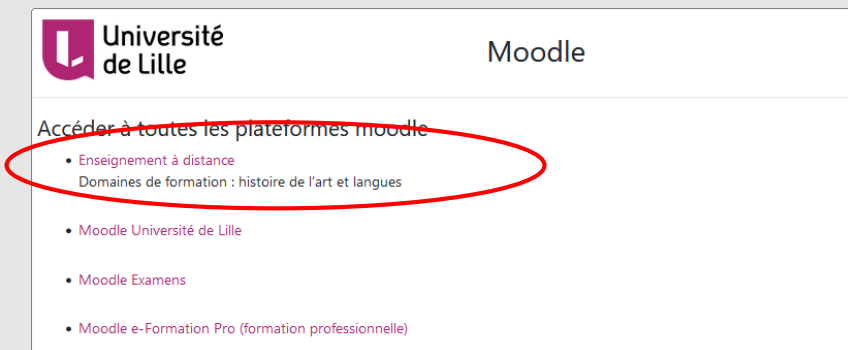 Université
de Lille
Moodle
Accéder à toutes les plateformes moodle
Enseignement à distance
Domaines de formation : histoire de l'art et langues
Moodle Université de Lille
Moodle Examens
Moodle e-Formation Pro (formation professionnelle)